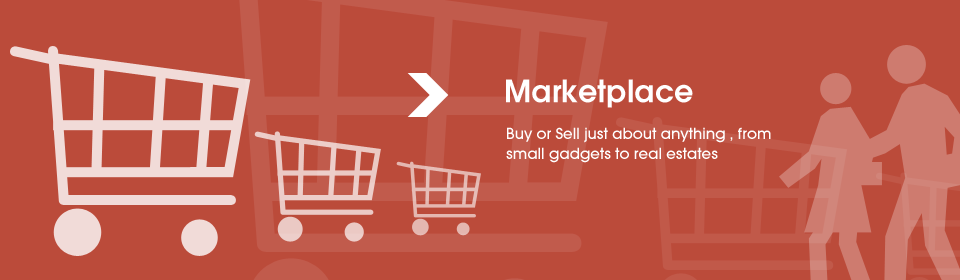 Marketplace
Buy or Sell just about anything , from
small gadgets to real estates